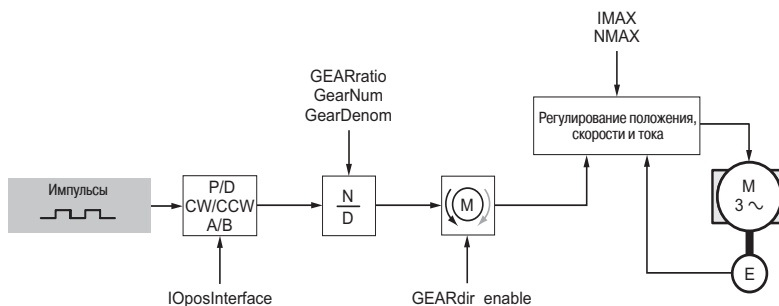 IMAX
NMAX
GEARratio
GearNum
GearDenom
Регулирование положения,
скорости и тока
Импульсы
P/D
CW/CCW
A/B
N
D
M
M
3 ~
E
IOposInterface
GEARdir_enable